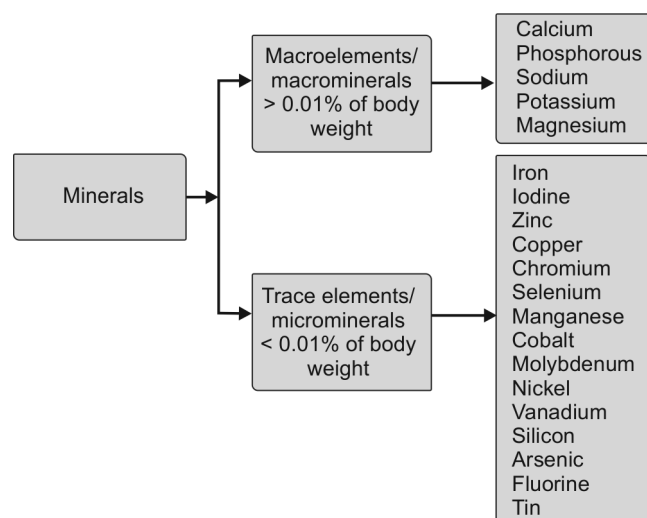 Minerals
Macroelements/
macrominerals
> 0.01% of body
weight
Calcium
Phosphorous
Sodium
Potassium
Magnesium
Trace elements/
microminerals
< 0.01% of body
weight
Iron
Iodine
Zinc
Copper
Chromium
Selenium
Manganese
Cobalt
Molybdenum
Nickel
Vanadium
Silicon
Arsenic
Fluorine
Tin